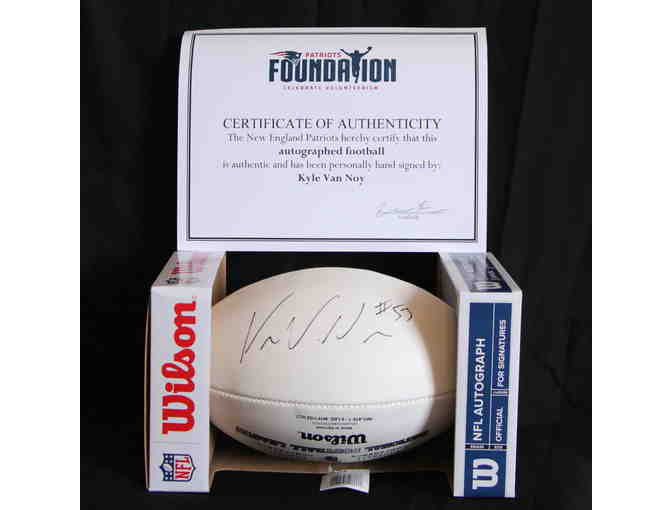 PATRIOTS
FOUNDATION
CELEBRATE VOLUNTEERISM
CERTIFICATE OF AUTHENTICITY
The New England Patriots hereby certify that this
autographed football
is authentic and has been personally hand signed by:
Kyle Van Noy
Wilson
NFL
#53
Wilson
NFL AUTOGRAPH
OFFICIAL
FOR SIGNATURES
W